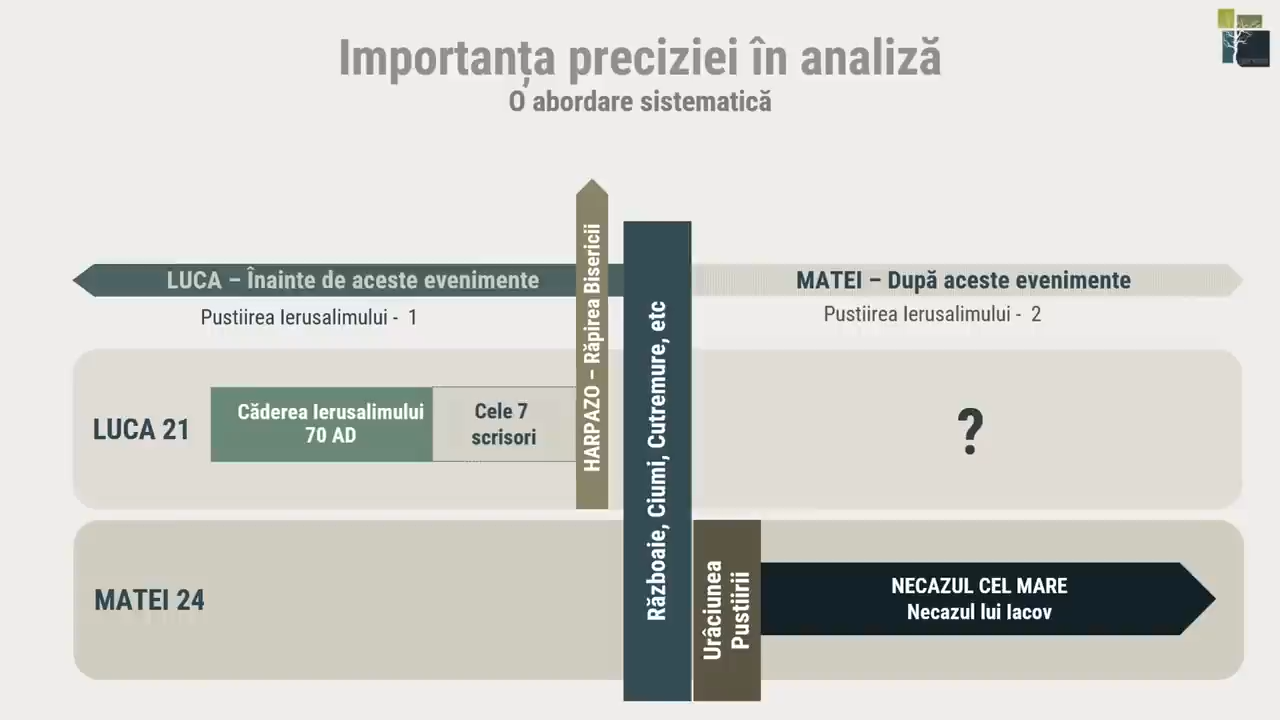 Importanța preciziei în analiză
O abordare sistematică
LUCA – Înainte de aceste evenimente
MATEI – După aceste evenimente
Pustiirea Ierusalimului -  1
Pustiirea Ierusalimului -  2
HARPAZO – Răpirea Bisericii
Războaie, Ciumi, Cutremure, etc
LUCA 21
Căderea Ierusalimului
70 AD
Cele 7
scrisori
?
MATEI 24
Urâciunea
Pustiirii
NECAZUL CEL MARE
Necazul lui Iacov